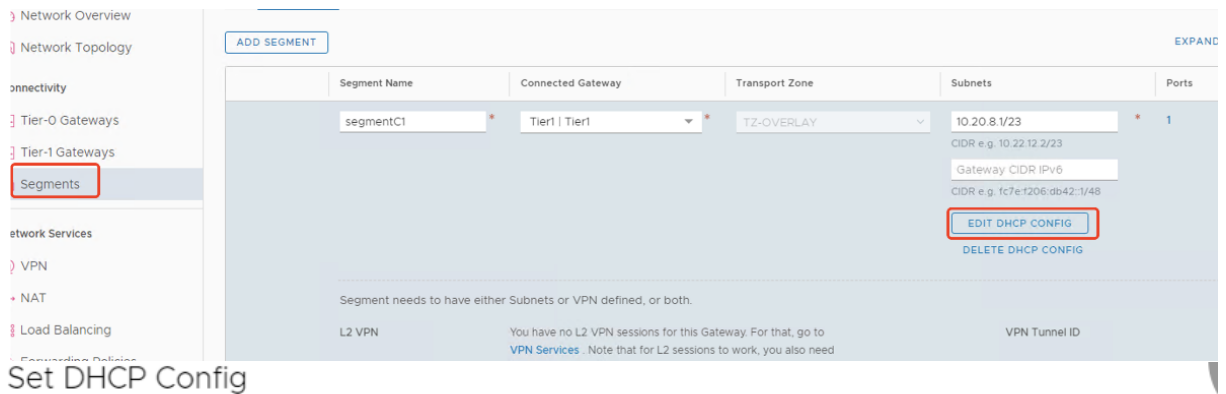 Network Overview
Network Topology
ADD SEGMENT
EXPAND
Segment Name
Connected Gateway
Transport Zone
Subnets
Ports
onnectivity
Tier-0 Gateways
Tier-1 Gateways
Segments
segmentC1
*
Tier1 | Tier1
*
TZ-OVERLAY
10.20.8.1/23
*
1
CIDR e.g. 10.22.12.2/23
Gateway CIDR IPv6
CIDR e.g. fc7e:f206:db42::1/48
EDIT DHCP CONFIG
DELETE DHCP CONFIG
etwork Services
VPN
NAT
Load Balancing
Forwarding Policies
Segment needs to have either Subnets or VPN defined, or both.
L2 VPN
You have no L2 VPN sessions for this Gateway. For that, go to
VPN Services . Note that for L2 sessions to work, you also need
VPN Tunnel ID
Set DHCP Config